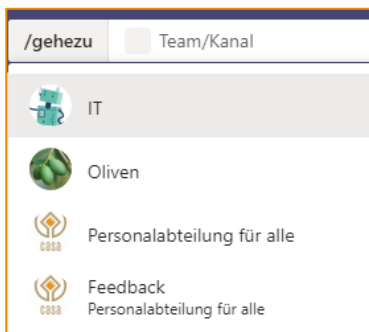 /gehezu Team/Kanal
IT
Oliven
casa
Personalabteilung für alle
casa
Feedback
Personalabteilung für alle